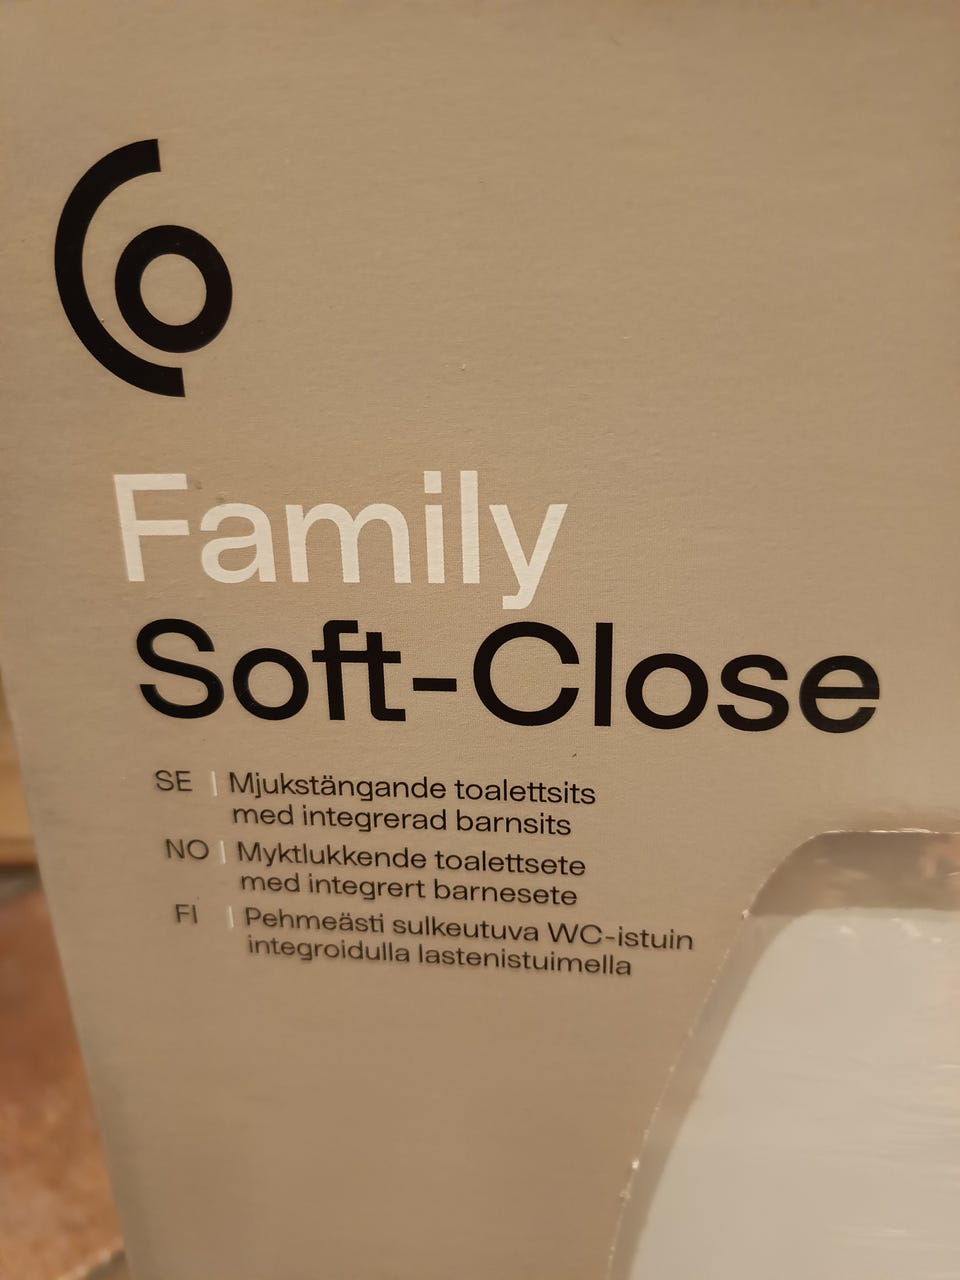 Family
Soft-Close
SE | Mjukstängande toalettsits
med integrerad barnsits
NO | Myktlukkende toalettsete
med integrert barnesete
FI | Pehmeästi sulkeutuva WC-istuin
integroidulla lastenistuimella